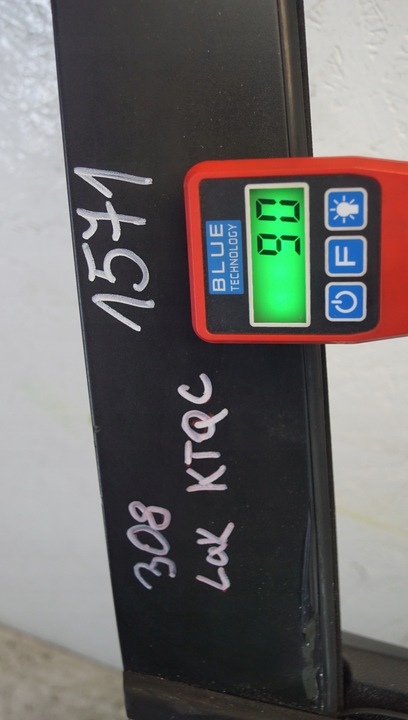 1571
308
Lak KTQC
BLUE
TECHNOLOGY
90
F